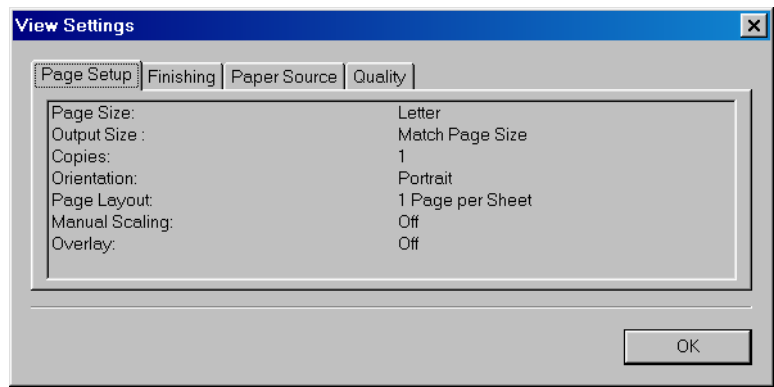 View Settings
Page Setup Finishing Paper Source Quality
Page Size: Letter
Output Size : Match Page Size
Copies: 1
Orientation: Portrait
Page Layout: 1 Page per Sheet
Manual Scaling: Off
Overlay: Off
OK